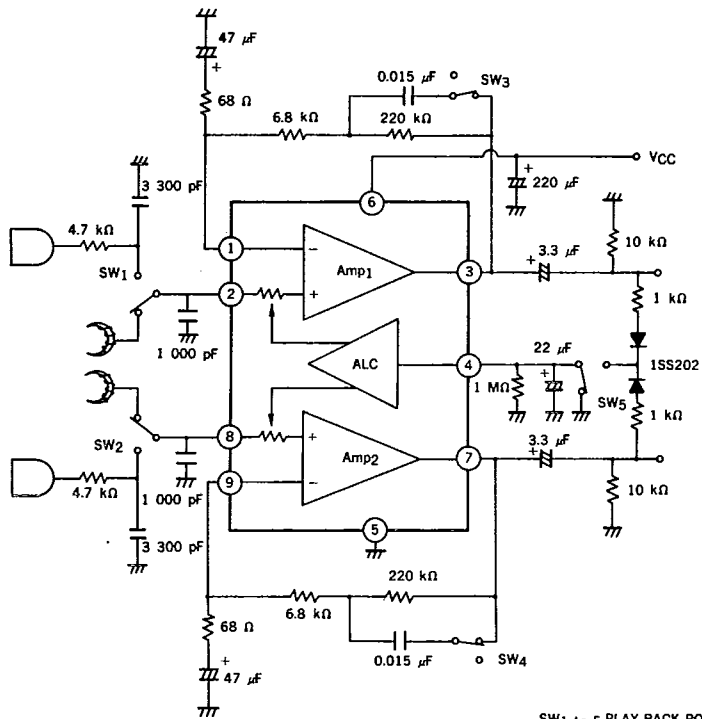 47 μF
+
68 Ω
0.015 μF
SW3
6.8 kΩ
220 kΩ
VCC
+
220 μF
3 300 pF
4.7 kΩ
SW1
1 000 pF
6
1
2
−
+
Amp1
3
3.3 μF
+
10 kΩ
1 kΩ
ALC
4
22 μF
+
1 MΩ
SW5
1SS202
1 kΩ
SW2
8
9
+
−
Amp2
7
3.3 μF
+
10 kΩ
4.7 kΩ
1 000 pF
3 300 pF
5
220 kΩ
6.8 kΩ
68 Ω
0.015 μF
SW4
+
47 μF